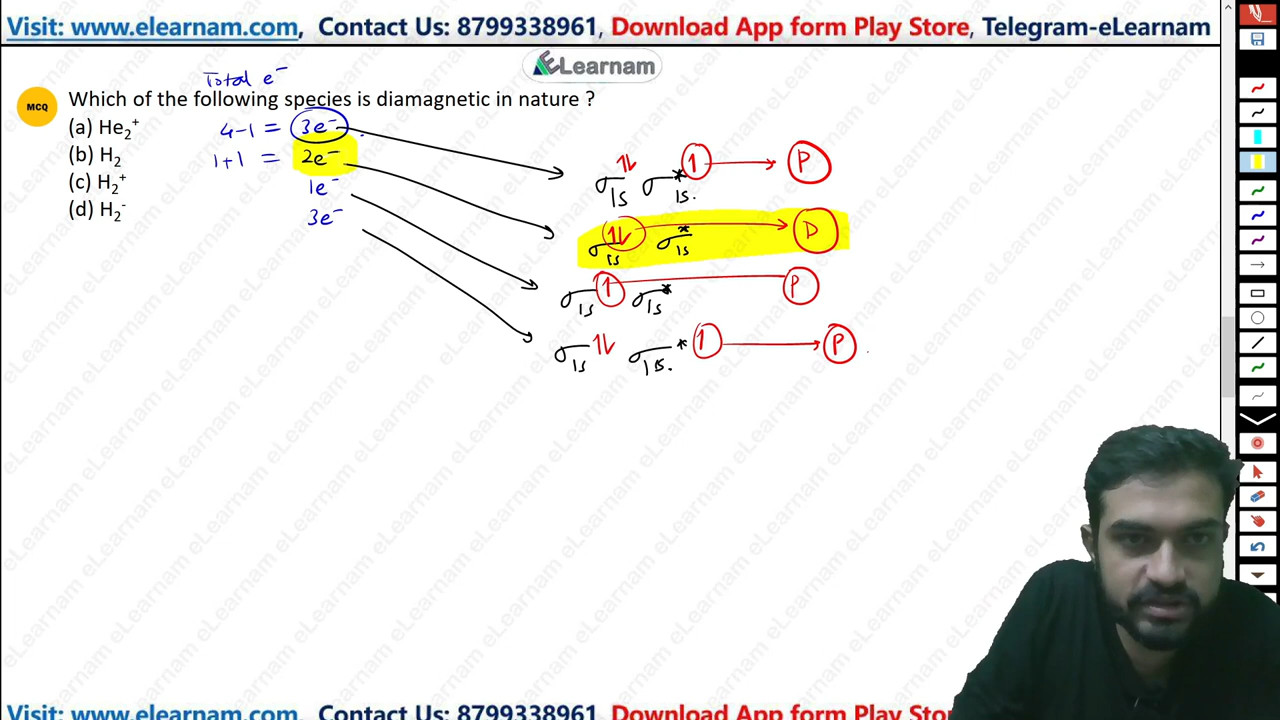 Visit: www.elearnam.com, Contact Us: 8799338961, Download App form Play Store, Telegram-eLearnam
ELearnam
Total e⁻
MCQ
Which of the following species is diamagnetic in nature ?
(a) He₂⁺ 4-1 = 3e⁻
(b) H₂ 1+1 = 2e⁻
(c) H₂⁺ 1e⁻
(d) H₂⁻ 3e⁻
σ1s ⥮ σ*1s. 1 → P
σ1s ⥮ σ*1s → D
σ1s 1 σ*1s P
σ1s ⥮ σ*1s. 1 → P
Visit: www.elearnam.com, Contact Us: 8799338961, Download App form Play Stor